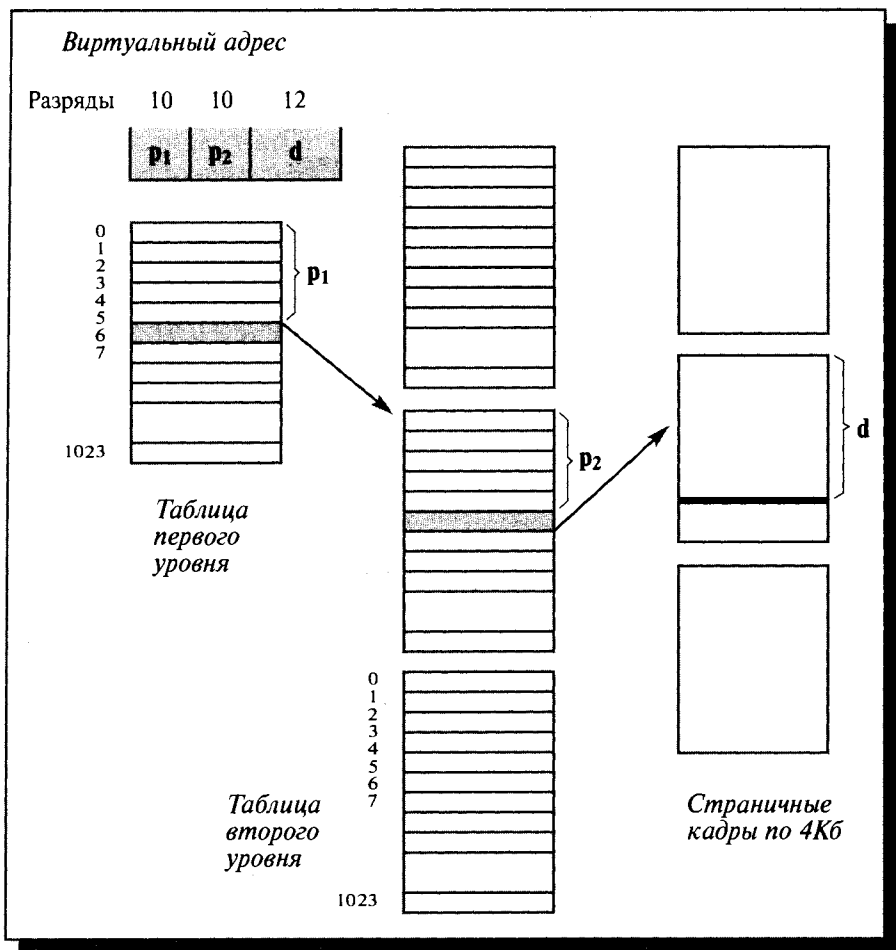 Виртуальный адрес
Разряды 10 10 12
p1 p2 d
0
1
2
3
4
5
6
7
1023
p1
Таблица
первого
уровня
p2
d
0
1
2
3
4
5
6
7
1023
Таблица
второго
уровня
Страничные
кадры по 4Кб